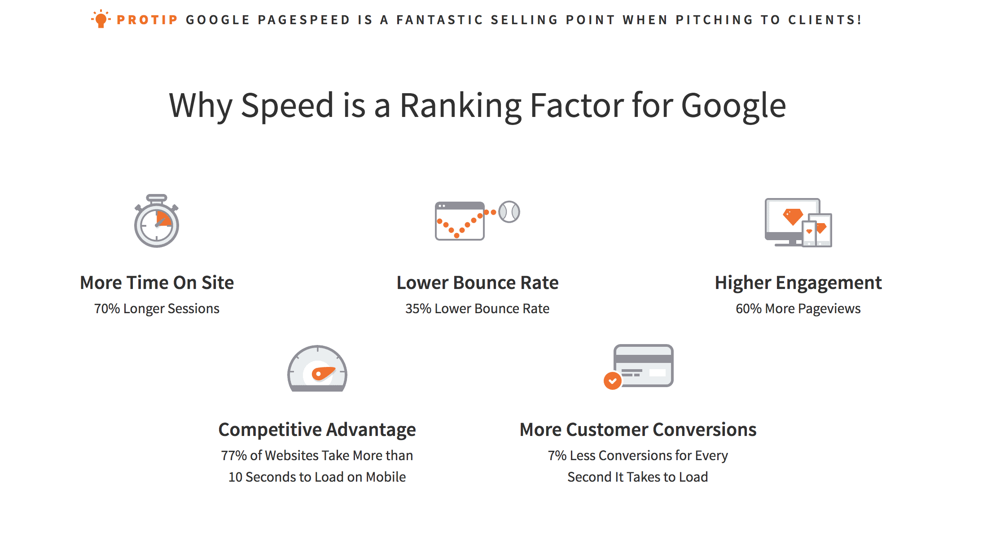 PROTIP GOOGLE PAGESPEED IS A FANTASTIC SELLING POINT WHEN PITCHING TO CLIENTS!
Why Speed is a Ranking Factor for Google
More Time On Site
70% Longer Sessions
Lower Bounce Rate
35% Lower Bounce Rate
Higher Engagement
60% More Pageviews
Competitive Advantage
77% of Websites Take More than
10 Seconds to Load on Mobile
More Customer Conversions
7% Less Conversions for Every
Second It Takes to Load